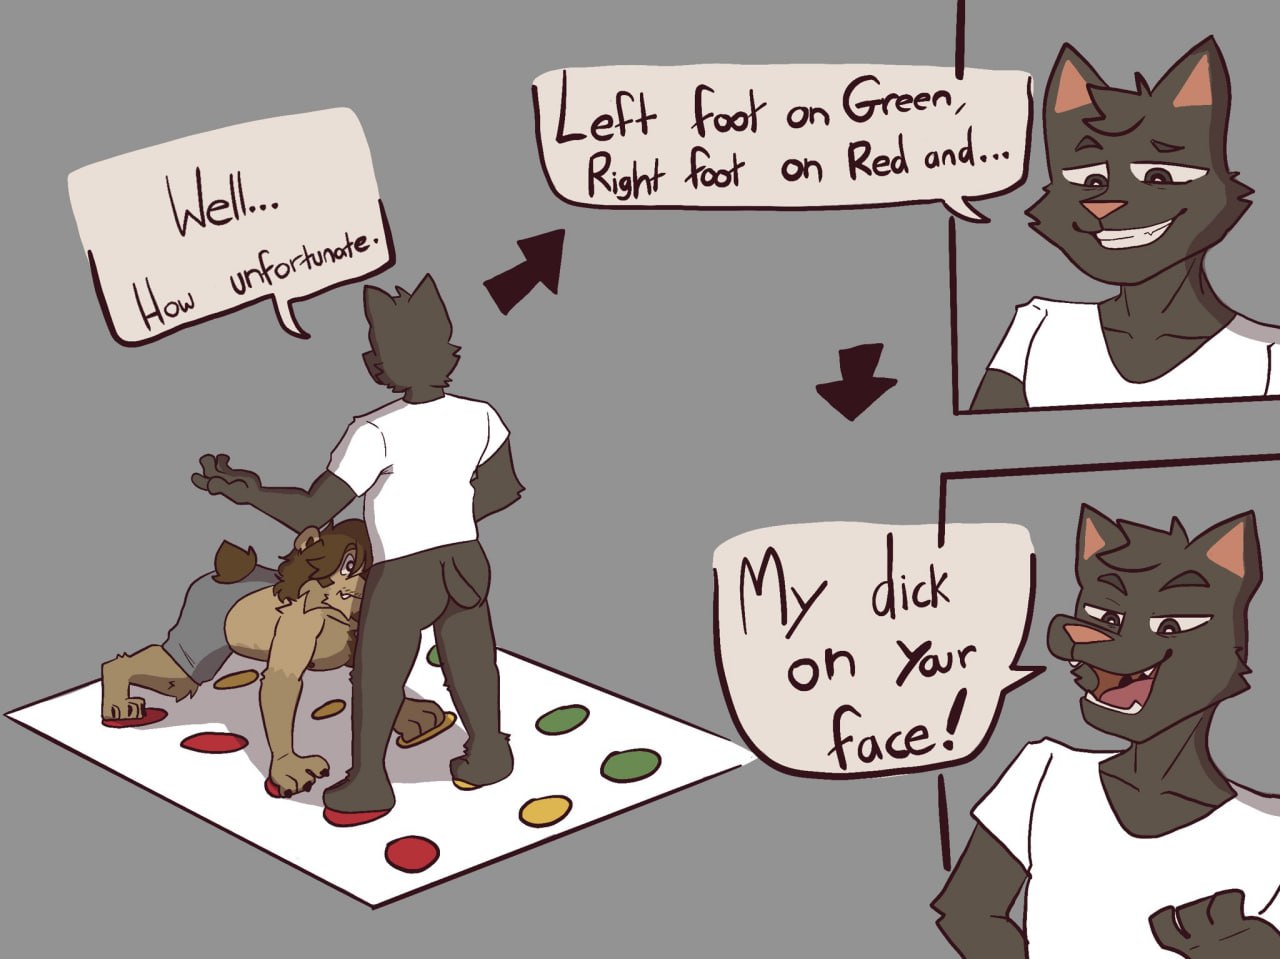 Well...
How unfortunate.
Left foot on Green,
Right foot on Red and...
My dick
on your
face!